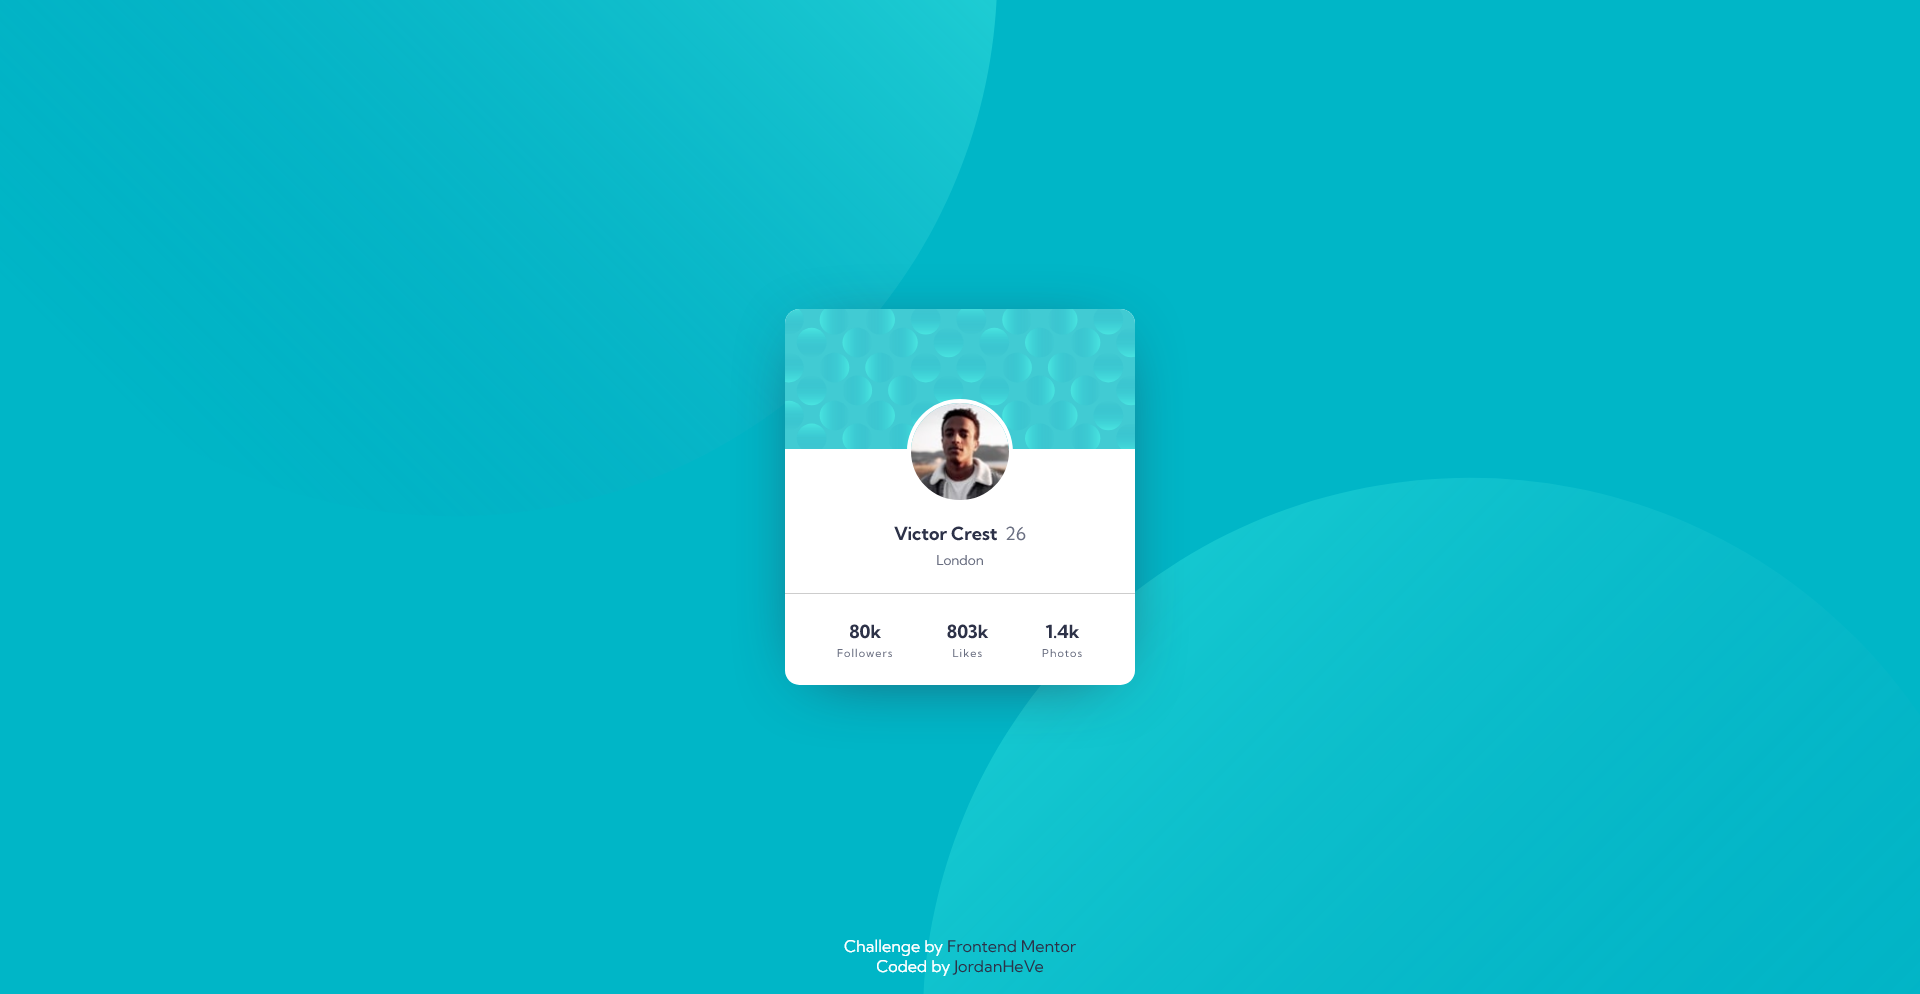 Victor Crest 26
London
80k 803k 1.4k
Followers Likes Photos
Challenge by Frontend Mentor
Coded by JordanHeVe